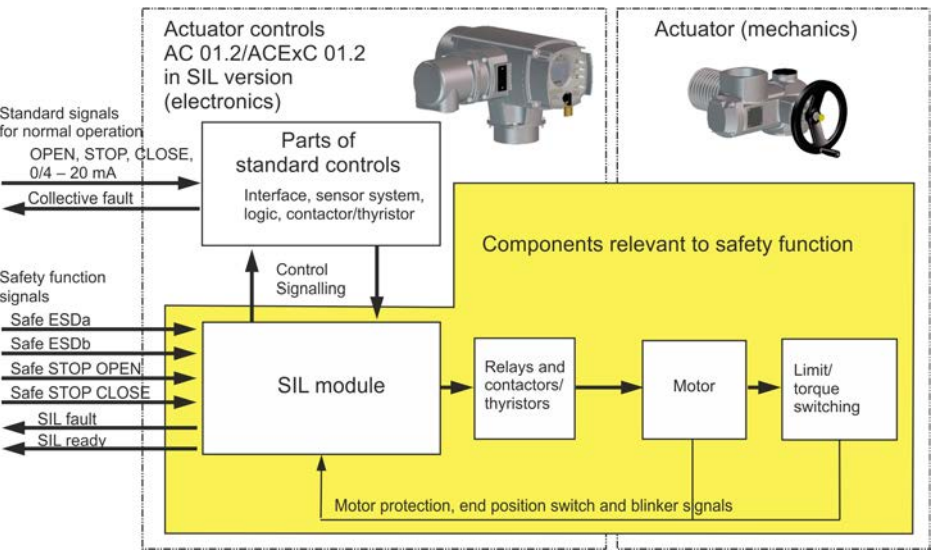 Actuator controls
AC 01.2/ACExC 01.2
in SIL version
(electronics)
Actuator (mechanics)
Standard signals
for normal operation
OPEN, STOP, CLOSE,
0/4 – 20 mA
Collective fault
Parts of
standard controls
Interface, sensor system,
logic, contactor/thyristor
Components relevant to safety function
Control
Signalling
Safety function
signals
Safe ESDa
Safe ESDb
Safe STOP OPEN
Safe STOP CLOSE
SIL fault
SIL ready
SIL module
Relays and
contactors/
thyristors
Motor
Limit/
torque
switching
Motor protection, end position switch and blinker signals